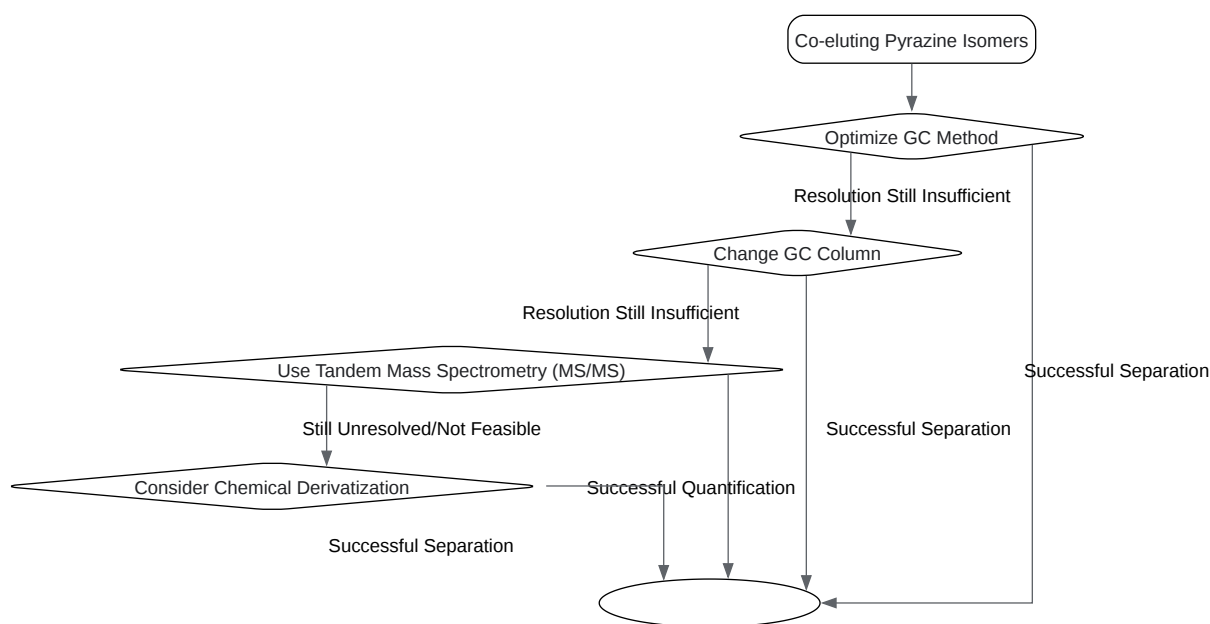 Co-eluting Pyrazine Isomers
Optimize GC Method
Resolution Still Insufficient
Change GC Column
Resolution Still Insufficient
Use Tandem Mass Spectrometry (MS/MS)
Successful Separation
Still Unresolved/Not Feasible
Successful Separation
Consider Chemical Derivatization
Successful Quantification
Successful Separation